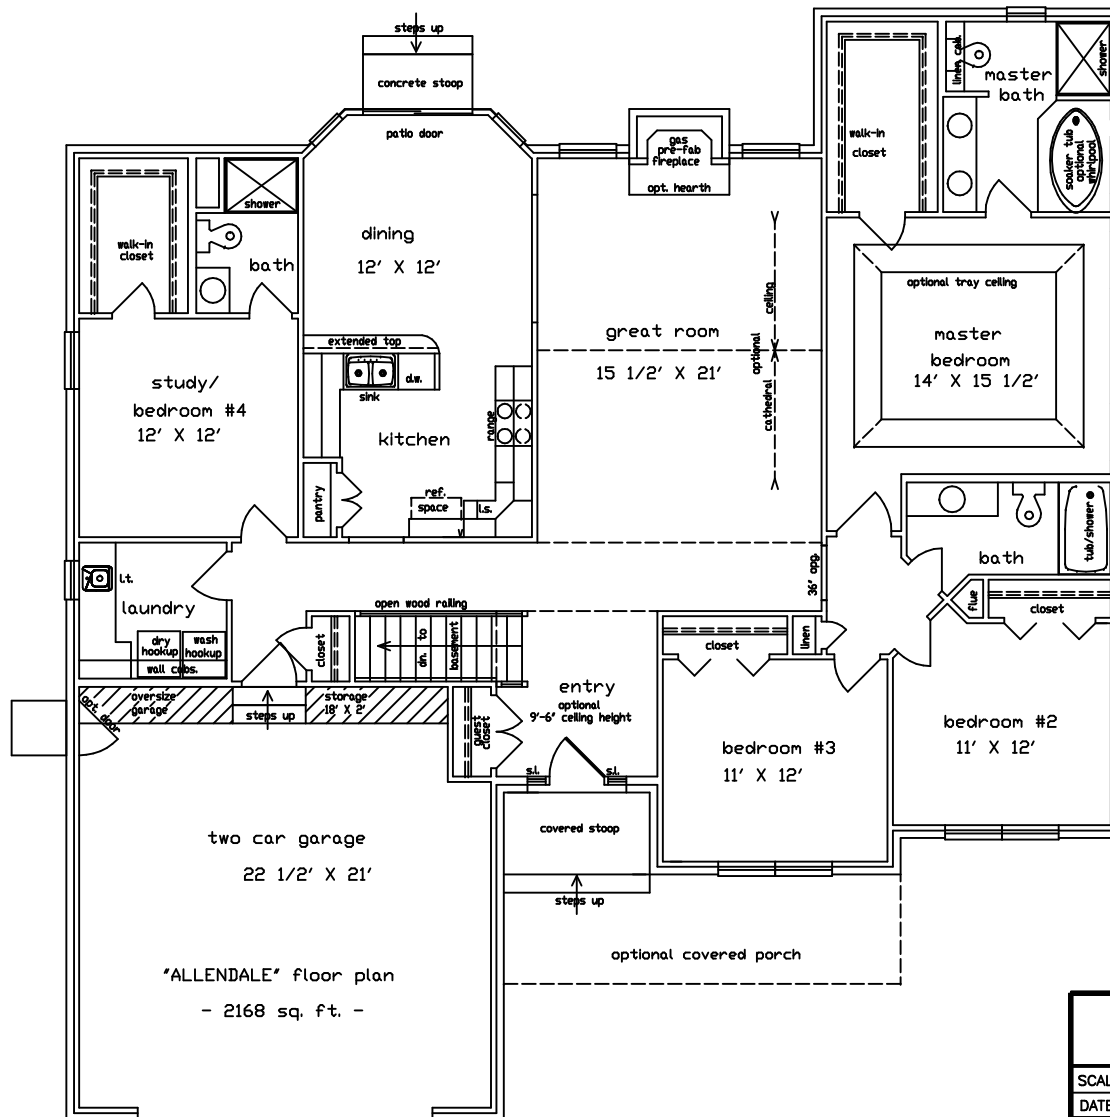 steps up
concrete stoop
patio door
gas
pre-fab
fireplace
opt. hearth
walk-in
closet
linen cab.
master
bath
shower
soaker tub
optional
whirlpool
walk-in
closet
shower
bath
dining
12' X 12'
extended top
sink
d.w.
kitchen
range
pantry
ref.
space
l.s.
great room
15 1/2' X 21'
optional
cathedral
ceiling
optional tray ceiling
master
bedroom
14' X 15 1/2'
study/
bedroom #4
12' X 12'
l.t.
laundry
dry
hookup
wash
hookup
wall cabs.
closet
open wood railing
dn. to
basement
36" opg.
linen
closet
bath
tub/shower
flue
closet
opt. door
oversize
garage
steps up
storage
18' X 2'
guest
closet
entry
optional
9'-6" ceiling height
s.l.
s.l.
covered stoop
steps up
bedroom #3
11' X 12'
bedroom #2
11' X 12'
two car garage
22 1/2' X 21'
optional covered porch
"ALLENDALE" floor plan
- 2168 sq. ft. -
SCAL
DATE